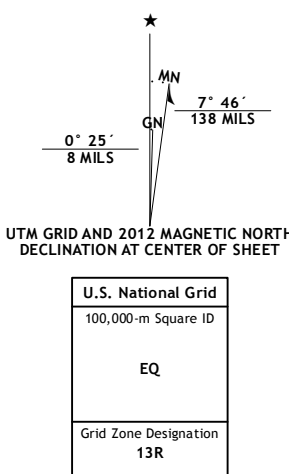 ★
MN
7° 46´
138 MILS
GN
0° 25´
8 MILS
UTM GRID AND 2012 MAGNETIC NORTH
DECLINATION AT CENTER OF SHEET
U.S. National Grid
100,000-m Square ID
EQ
Grid Zone Designation
13R